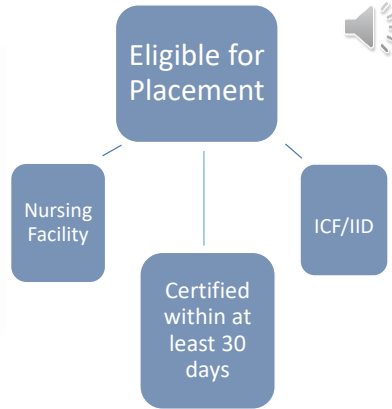 Eligible for
Placement
Nursing
Facility
Certified
within at
least 30
days
ICF/IID